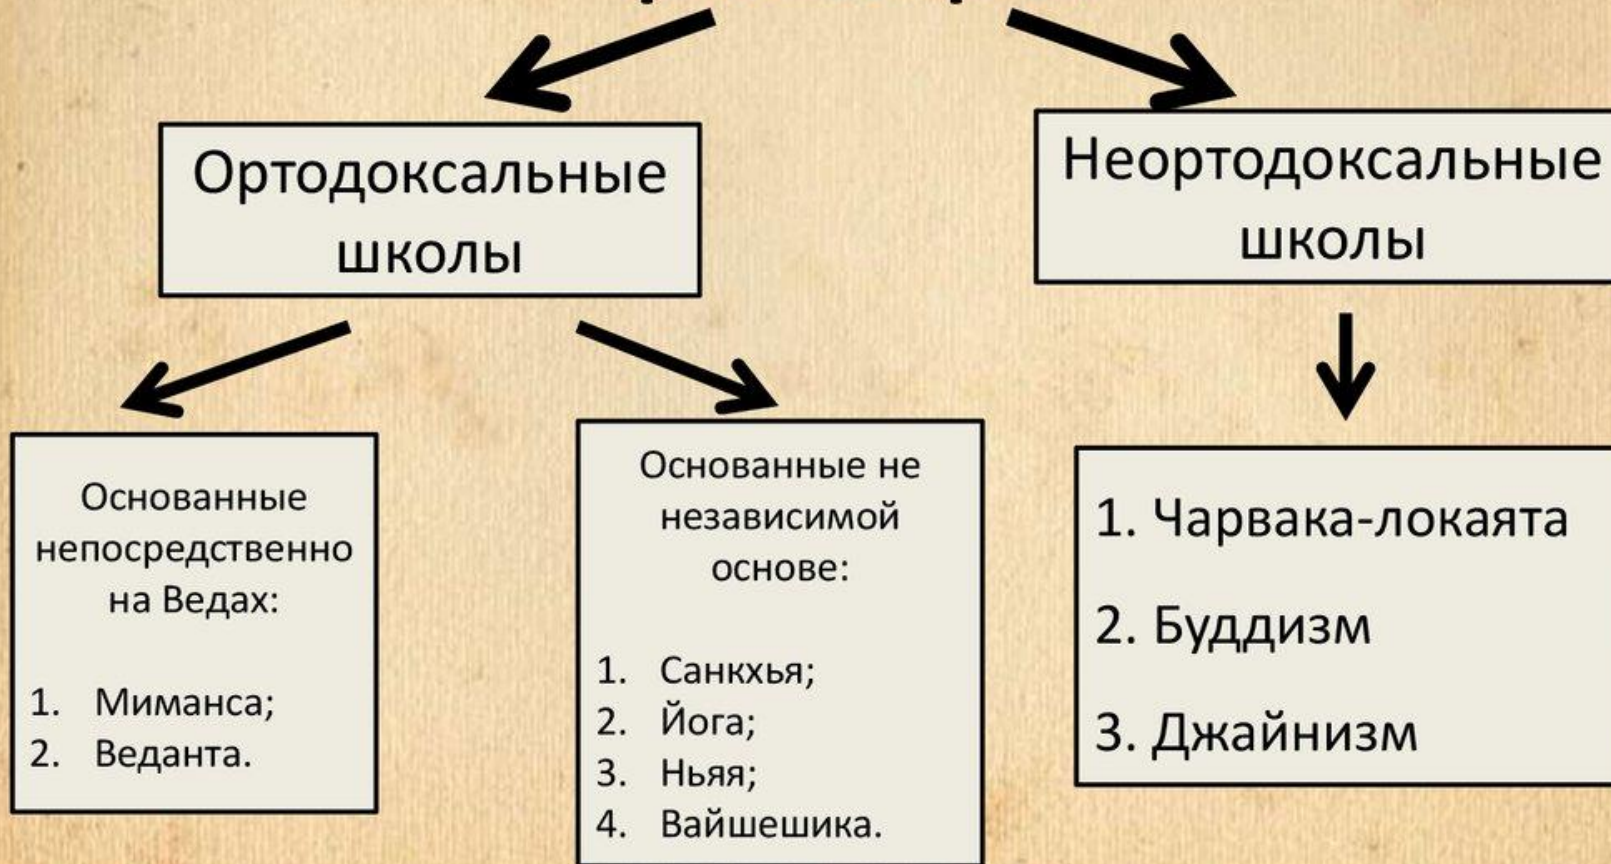 Ортодоксальные
школы
Неортодоксальные
школы
Основанные
непосредственно
на Ведах:
1. Миманса;
2. Веданта.
Основанные не
независимой
основе:
1. Санкхья;
2. Йога;
3. Ньяя;
4. Вайшешика.
1. Чарвака-локаята
2. Буддизм
3. Джайнизм